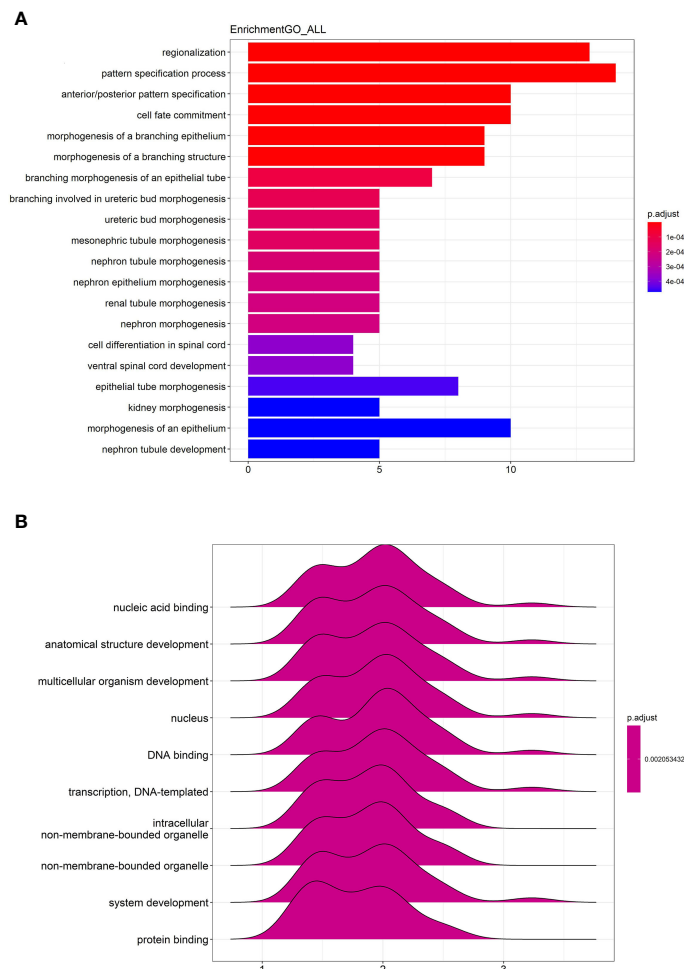 A
EnrichmentGO_ALL
regionalization
pattern specification process
anterior/posterior pattern specification
cell fate commitment
morphogenesis of a branching epithelium
morphogenesis of a branching structure
branching morphogenesis of an epithelial tube
branching involved in ureteric bud morphogenesis
ureteric bud morphogenesis
mesonephric tubule morphogenesis
nephron tubule morphogenesis
nephron epithelium morphogenesis
renal tubule morphogenesis
nephron morphogenesis
cell differentiation in spinal cord
ventral spinal cord development
epithelial tube morphogenesis
kidney morphogenesis
morphogenesis of an epithelium
nephron tubule development
0 5 10
p.adjust
1e-04
2e-04
3e-04
4e-04
B
nucleic acid binding
anatomical structure development
multicellular organism development
nucleus
DNA binding
transcription, DNA-templated
intracellular
non-membrane-bounded organelle
non-membrane-bounded organelle
system development
protein binding
1 2 3
p.adjust
0.002053432